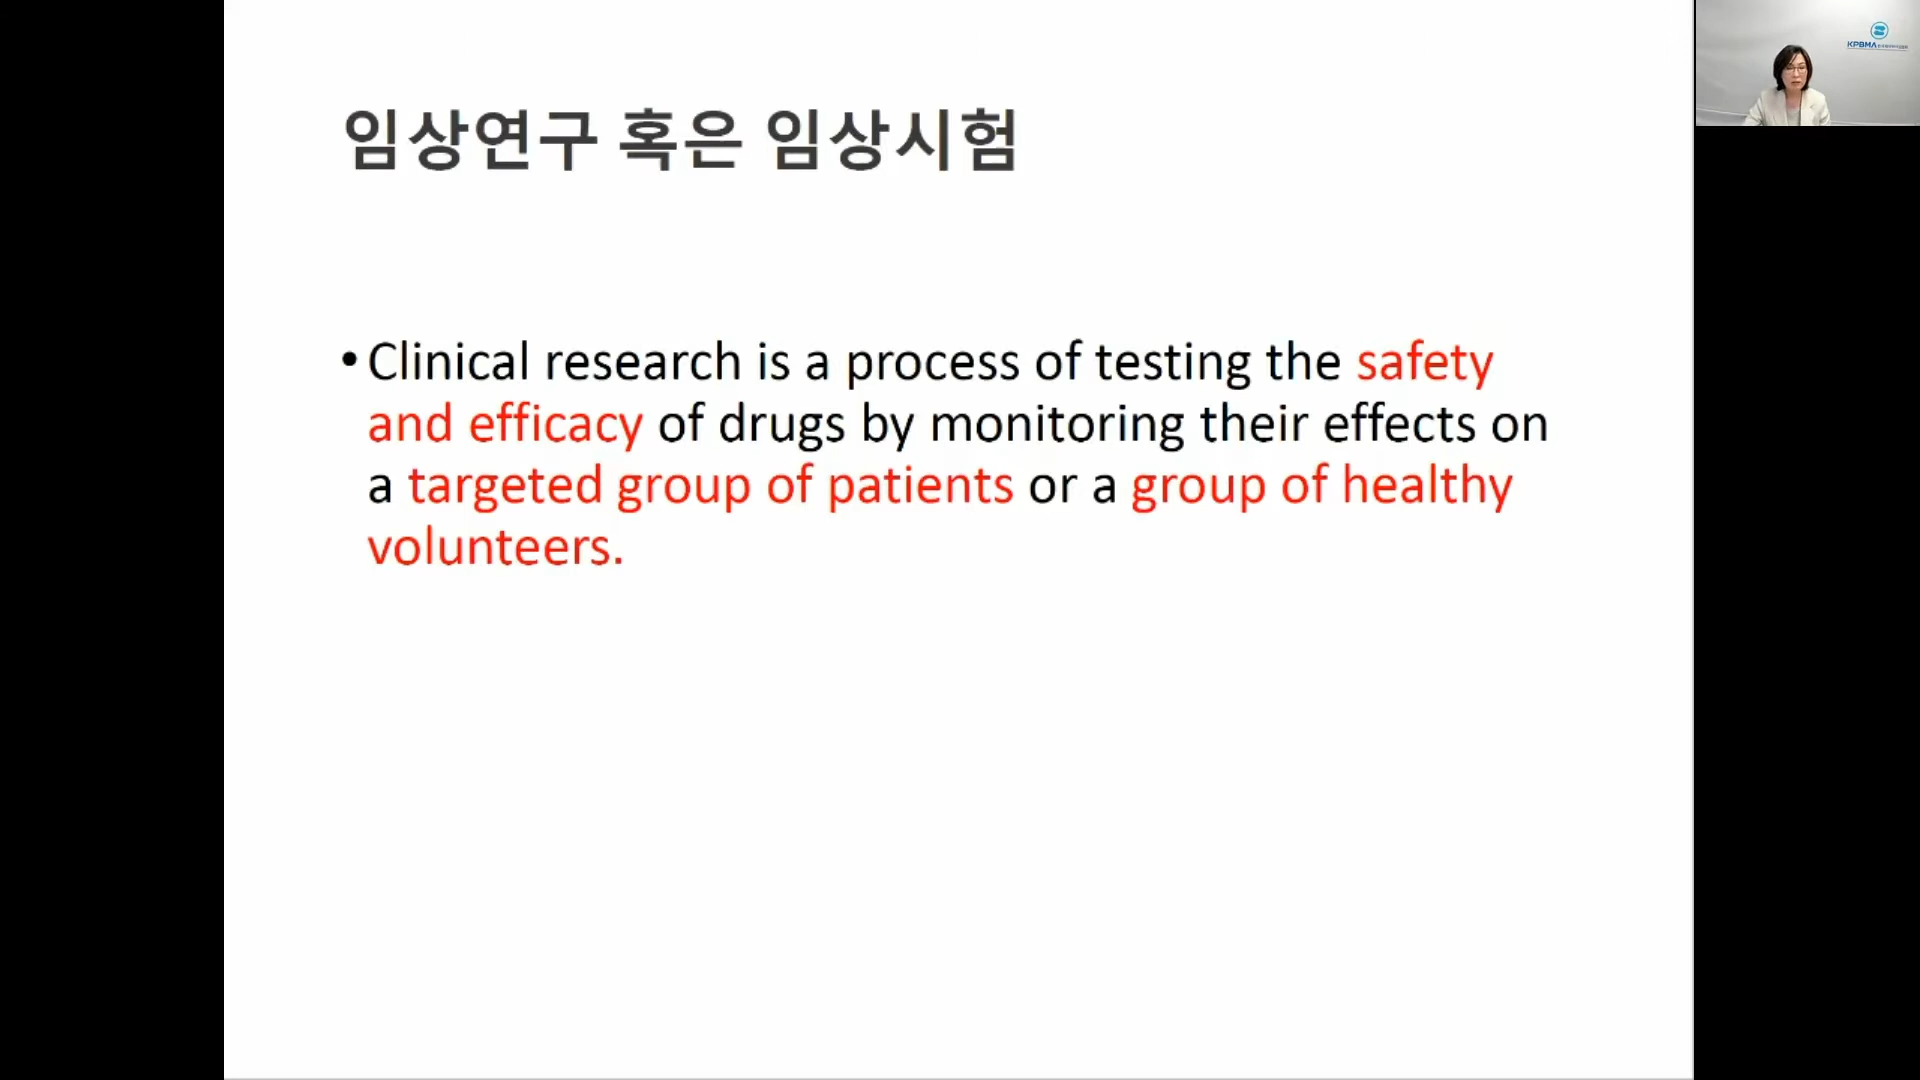 임상연구 혹은 임상시험
• Clinical research is a process of testing the safety
and efficacy of drugs by monitoring their effects on
a targeted group of patients or a group of healthy
volunteers.
KPBMA